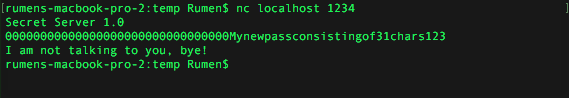 [rumens-macbook-pro-2:temp Rumen$ nc localhost 1234 ]
Secret Server 1.0
00000000000000000000000000000000Mynewpassconsistingof31chars123
I am not talking to you, bye!
rumens-macbook-pro-2:temp Rumen$